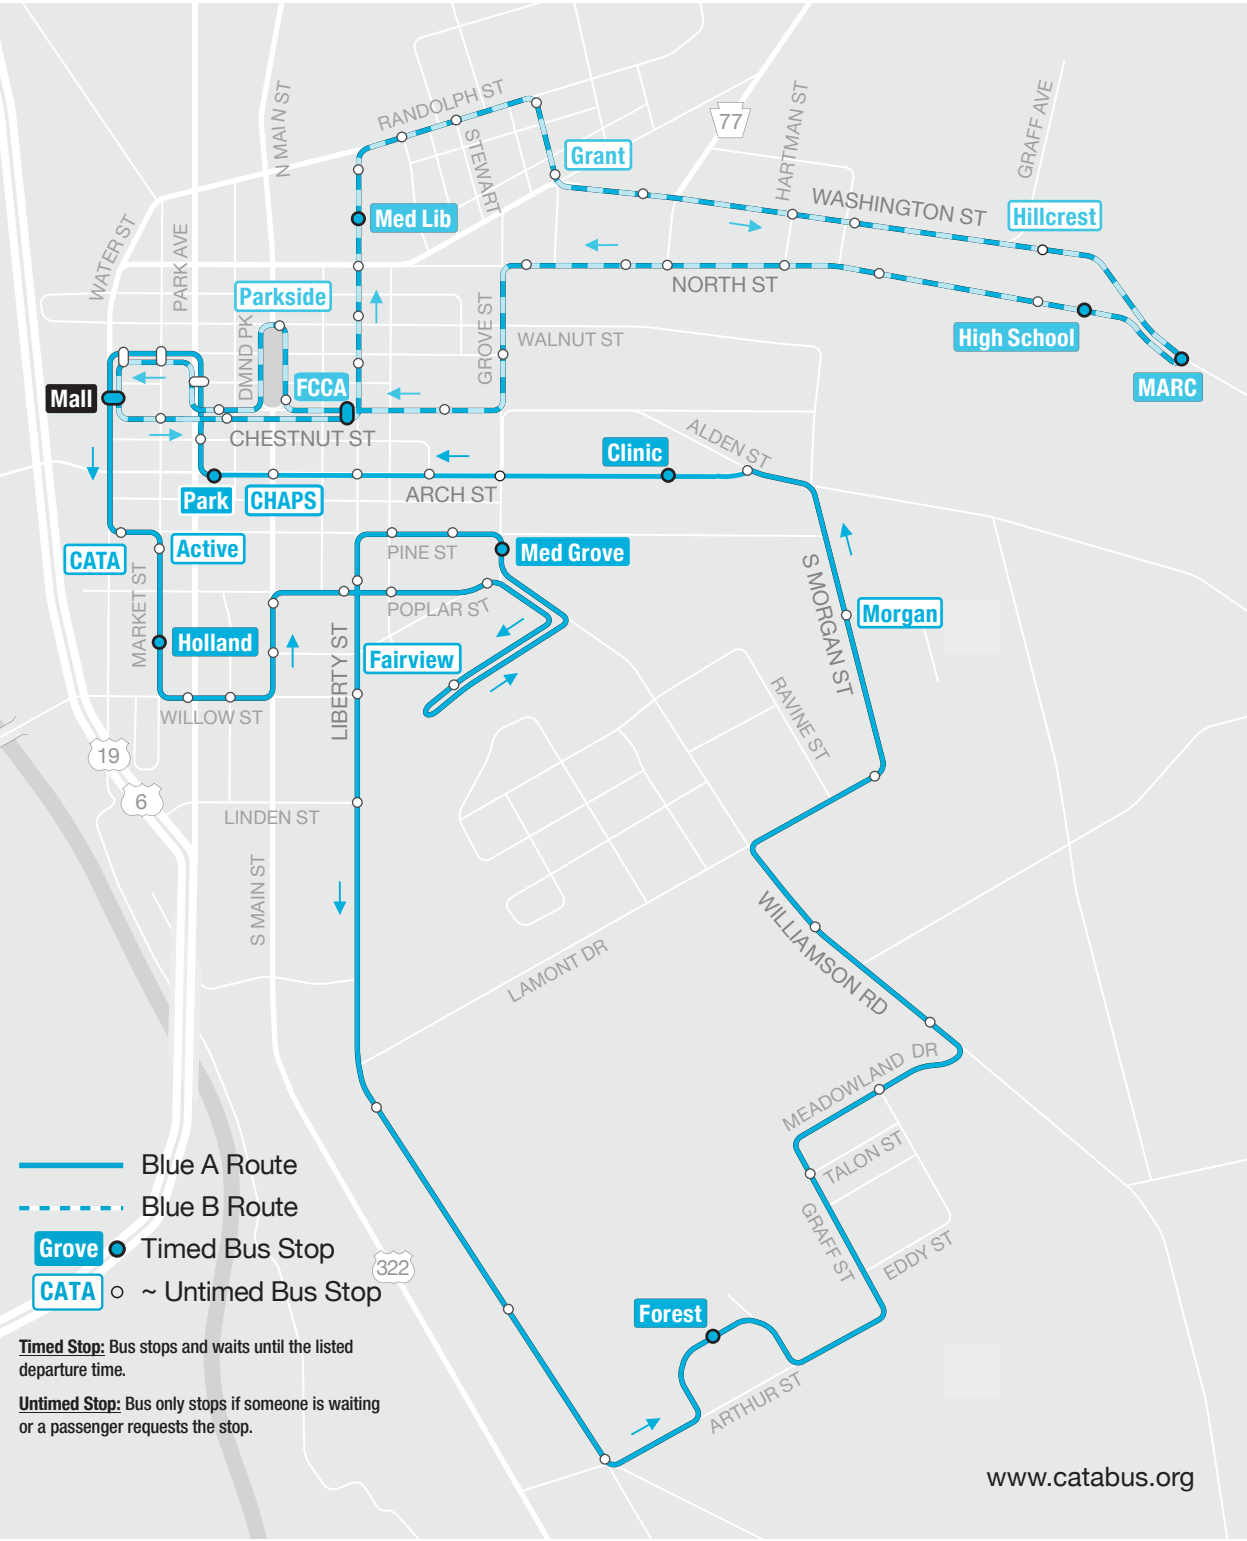 RANDOLPH ST
N MAIN ST
STEWART
77
HARTMAN ST
GRAFF AVE
Grant
WASHINGTON ST
Hillcrest
Med Lib
WATER ST
PARK AVE
Parkside
NORTH ST
DMND PK
GROVE ST
WALNUT ST
High School
MARC
Mall
FCCA
CHESTNUT ST
ALDEN ST
Clinic
Park
CHAPS
ARCH ST
CATA
Active
PINE ST
Med Grove
MARKET ST
POPLAR ST
S MORGAN ST
Morgan
Holland
LIBERTY ST
Fairview
WILLOW ST
RAVINE ST
19
6
LINDEN ST
S MAIN ST
WILLIAMSON RD
LAMONT DR
MEADOWLAND DR
TALON ST
GRAFF ST
EDDY ST
Blue A Route
Blue B Route
Grove Timed Bus Stop
CATA ~ Untimed Bus Stop
322
Forest
ARTHUR ST
Timed Stop: Bus stops and waits until the listed
departure time.
Untimed Stop: Bus only stops if someone is waiting
or a passenger requests the stop.
www.catabus.org